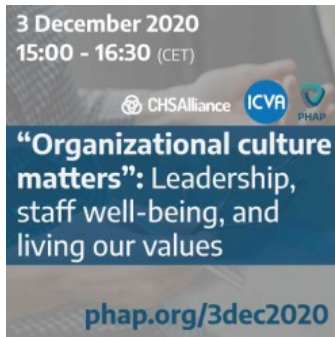 3 December 2020
15:00 - 16:30 (CET)
CHSAlliance ICVA PHAP
“Organizational culture
matters”: Leadership,
staff well-being, and
living our values
phap.org/3dec2020